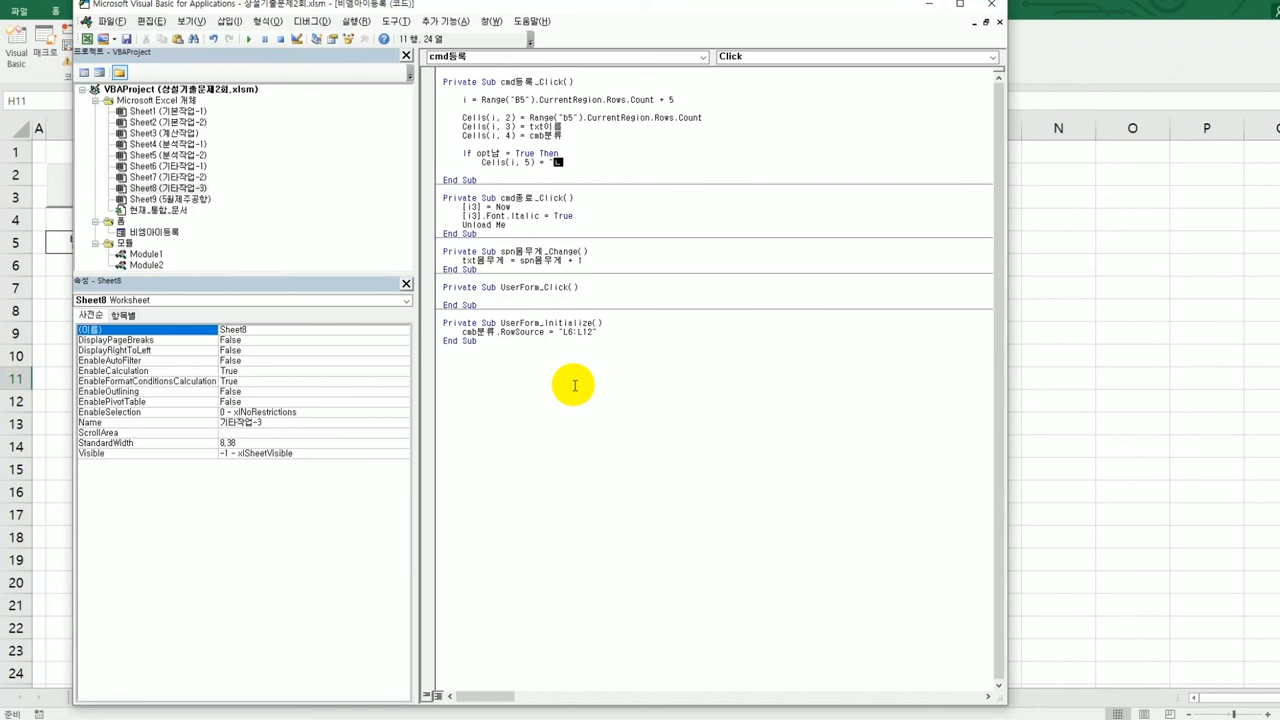 파일
홈
Microsoft Visual Basic for Applications - 상설기출문제2회.xlsm - [비엠아이등록 (코드)]
파일(F) 편집(E) 보기(V) 삽입(I) 형식(O) 디버그(D) 실행(R) 도구(T) 추가 기능(A) 창(W) 도움말(H)
11 행, 24 열
Visual
Basic
매크로
프로젝트 - VBAProject
cmd등록
Click
H11
VBAProject (상설기출문제2회.xlsm)
Microsoft Excel 개체
Sheet1 (기본작업-1)
Sheet2 (기본작업-2)
Sheet3 (계산작업)
Sheet4 (분석작업-1)
Sheet5 (분석작업-2)
Sheet6 (기타작업-1)
Sheet7 (기타작업-2)
Sheet8 (기타작업-3)
Sheet9 (5월제주공항)
현재_통합_문서
폼
비엠아이등록
모듈
Module1
Module2
속성 - Sheet8
Sheet8 Worksheet
사전순 항목별
(이름) Sheet8
DisplayPageBreaks False
DisplayRightToLeft False
EnableAutoFilter False
EnableCalculation True
EnableFormatConditionsCalculation True
EnableOutlining False
EnablePivotTable False
EnableSelection 0 - xlNoRestrictions
Name 기타작업-3
ScrollArea
StandardWidth 8,38
Visible -1 - xlSheetVisible
Private Sub cmd등록_Click()
i = Range("B5").CurrentRegion.Rows.Count + 5
Cells(i, 2) = Range("b5").CurrentRegion.Rows.Count
Cells(i, 3) = txt이름
Cells(i, 4) = cmb분류
If opt남 = True Then
Cells(i, 5) = "ㄴ
End Sub
Private Sub cmd종료_Click()
[i3] = Now
[i3].Font.Italic = True
Unload Me
End Sub
Private Sub spn몸무게_Change()
txt몸무게 = spn몸무게 + 1
End Sub
Private Sub UserForm_Click()
End Sub
Private Sub UserForm_Initialize()
cmb분류.RowSource = "L6:L12"
End Sub
A
N O P Q
1
2
3
4
5
6
7
8
9
10
11
12
13
14
15
16
17
18
19
20
21
22
23
24
준비